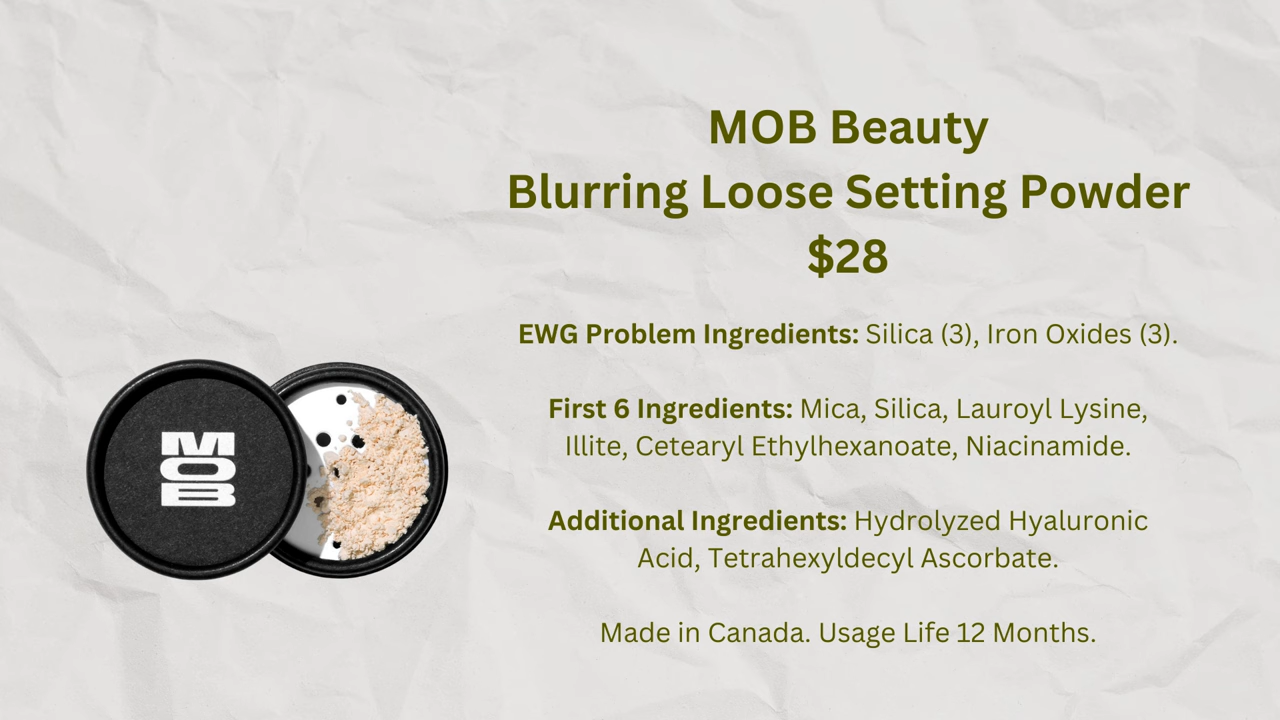 MOB Beauty
Blurring Loose Setting Powder
$28
EWG Problem Ingredients: Silica (3), Iron Oxides (3).
First 6 Ingredients: Mica, Silica, Lauroyl Lysine,
Illite, Cetearyl Ethylhexanoate, Niacinamide.
Additional Ingredients: Hydrolyzed Hyaluronic
Acid, Tetrahexyldecyl Ascorbate.
Made in Canada. Usage Life 12 Months.
MOB